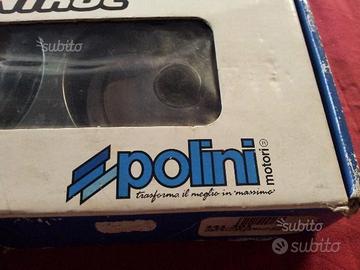 subito
polini
motori®
trasforma il meglio in "massimo"
subito
subito